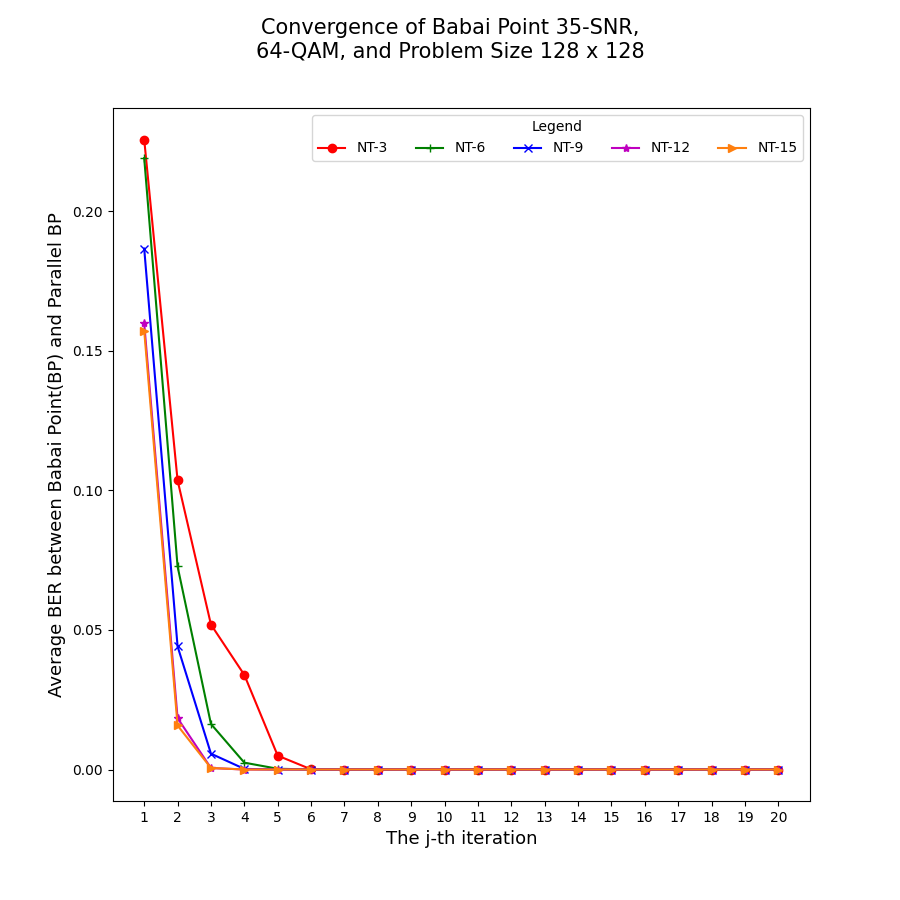 Convergence of Babai Point 35-SNR,
64-QAM, and Problem Size 128 x 128
Legend
NT-3 NT-6 NT-9 NT-12 NT-15
Average BER between Babai Point(BP) and Parallel BP
0.20
0.15
0.10
0.05
0.00
1 2 3 4 5 6 7 8 9 10 11 12 13 14 15 16 17 18 19 20
The j-th iteration